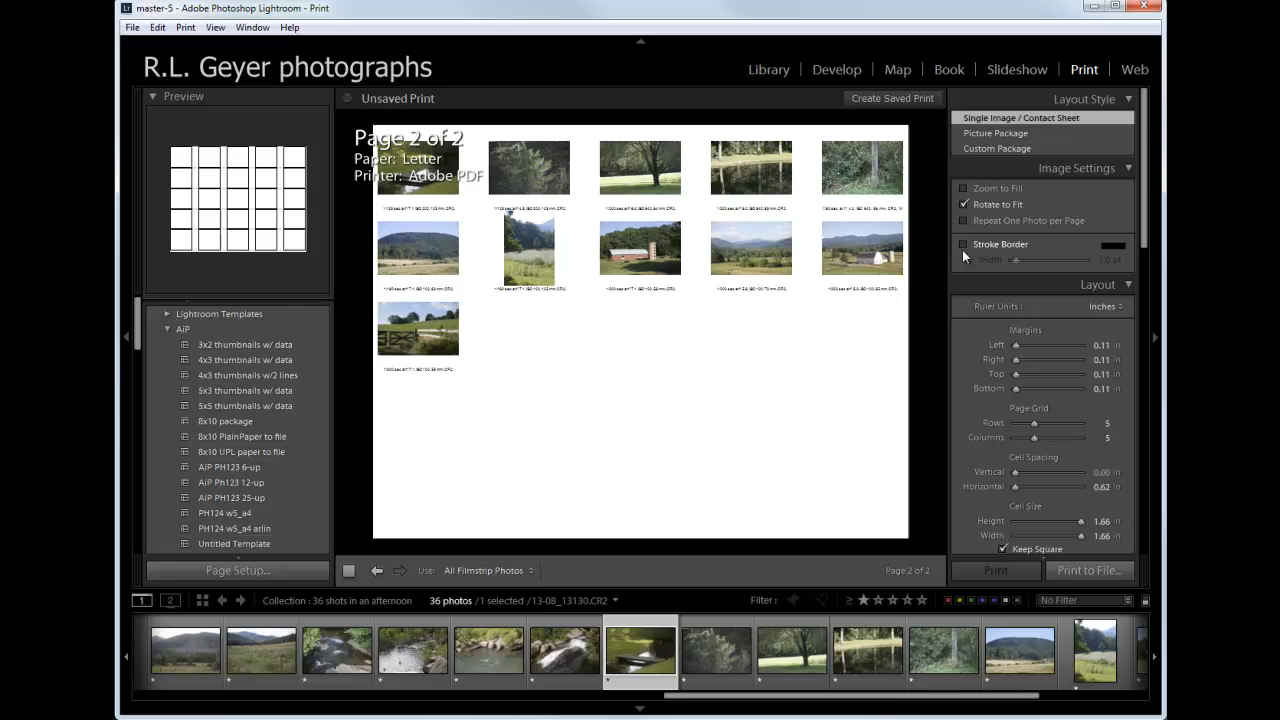 master-5 - Adobe Photoshop Lightroom - Print
File Edit Print View Window Help
R.L. Geyer photographs
Library | Develop | Map | Book | Slideshow | Print | Web
Preview
Unsaved Print
Create Saved Print
Layout Style
Page 2 of 2
Paper: Letter
Printer: Adobe PDF
Single Image / Contact Sheet
Picture Package
Custom Package
Image Settings
Zoom to Fill
Rotate to Fit
Repeat One Photo per Page
Stroke Border
Width
Layout
Ruler Units : Inches
Margins
Left 0.11 in
Right 0.11 in
Top 0.11 in
Bottom 0.11 in
Page Grid
Rows 5
Columns 5
Cell Spacing
Vertical 0.00 in
Horizontal 0.62 in
Cell Size
Height 1.66 in
Width 1.66 in
Keep Square
Lightroom Templates
AiP
3x2 thumbnails w/ data
4x3 thumbnails w/ data
4x3 thumbnails w/2 lines
5x3 thumbnails w/ data
5x5 thumbnails w/ data
8x10 package
8x10 PlainPaper to file
8x10 UPL paper to file
AiP PH123 6-up
AiP Ph123 12-up
AiP PH123 25-up
PH124 w5_a4
PH124 w5_a4 arlin
Untitled Template
Page Setup...
Use: All Filmstrip Photos
Page 2 of 2
Print
Print to File...
1 2
Collection : 36 shots in an afternoon
36 photos /1 selected /13-08_13130.CR2
Filter :
No Filter